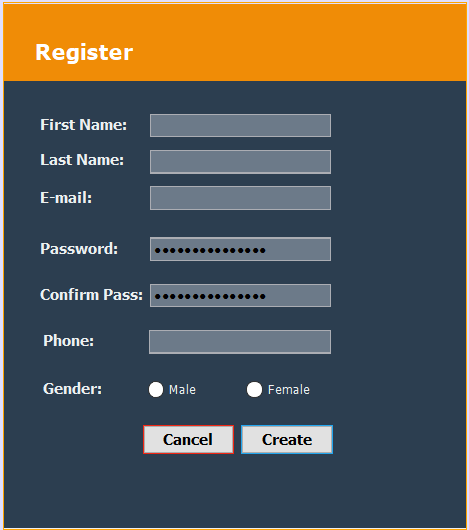 Register
First Name:
Last Name:
E-mail:
Password: •••••••••••••••
Confirm Pass: •••••••••••••••
Phone:
Gender: Male Female
Cancel Create